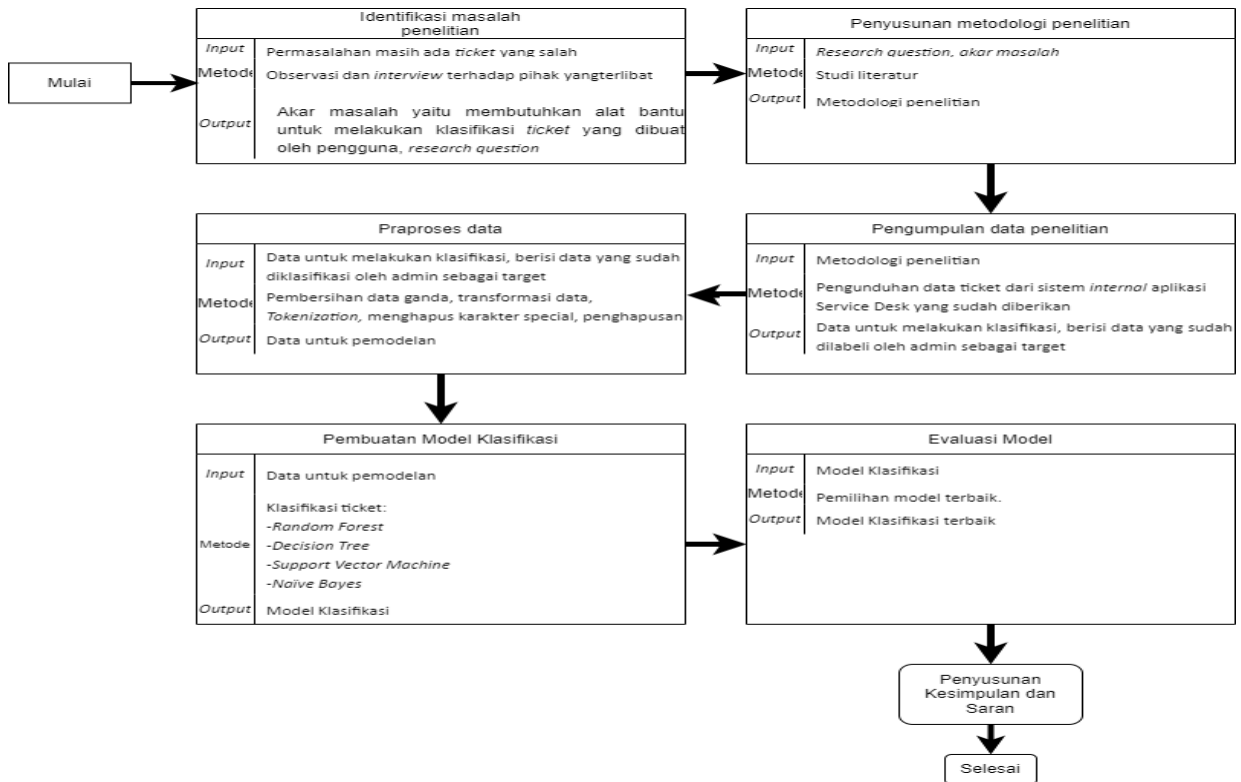 Mulai
Identifikasi masalah
penelitian
Input
Permasalahan masih ada ticket yang salah
Metode
Observasi dan interview terhadap pihak yangterlibat
Output
Akar masalah yaitu membutuhkan alat bantu
untuk melakukan klasifikasi ticket yang dibuat
oleh pengguna, research question
Penyusunan metodologi penelitian
Input
Research question, akar masalah
Metode
Studi literatur
Output
Metodologi penelitian
Pengumpulan data penelitian
Input
Metodologi penelitian
Metode
Pengunduhan data ticket dari sistem internal aplikasi
Service Desk yang sudah diberikan
Output
Data untuk melakukan klasifikasi, berisi data yang sudah
dilabeli oleh admin sebagai target
Praproses data
Input
Data untuk melakukan klasifikasi, berisi data yang sudah
diklasifikasi oleh admin sebagai target
Metode
Pembersihan data ganda, transformasi data,
Tokenization, menghapus karakter special, penghapusan
Output
Data untuk pemodelan
Pembuatan Model Klasifikasi
Input
Data untuk pemodelan
Metode
Klasifikasi ticket:
-Random Forest
-Decision Tree
-Support Vector Machine
-Naïve Bayes
Output
Model Klasifikasi
Evaluasi Model
Input
Model Klasifikasi
Metode
Pemilihan model terbaik.
Output
Model Klasifikasi terbaik
Penyusunan
Kesimpulan dan
Saran
Selesai